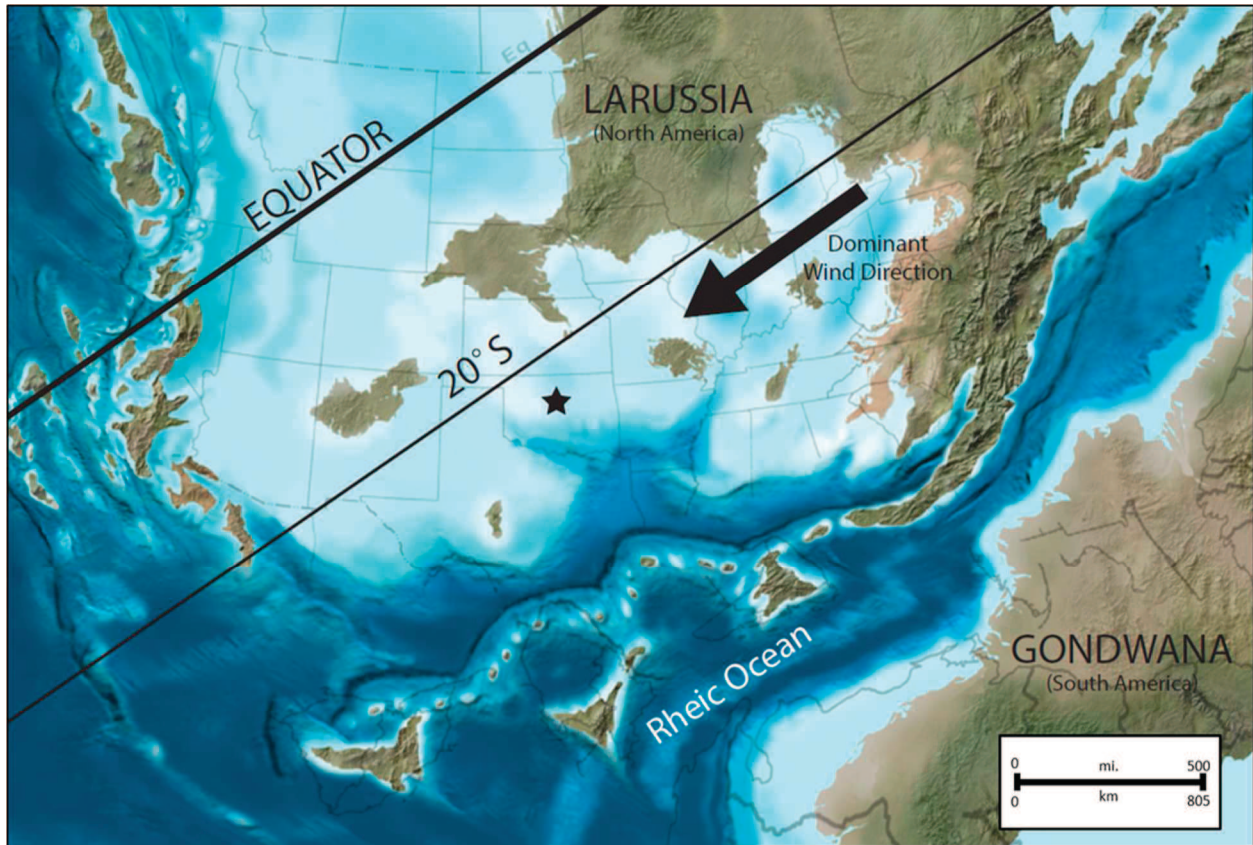 Eq
LARUSSIA
(North America)
EQUATOR
Dominant
Wind Direction
20° S
GONDWANA
(South America)
Rheic Ocean
0 mi. 500
0 km 805